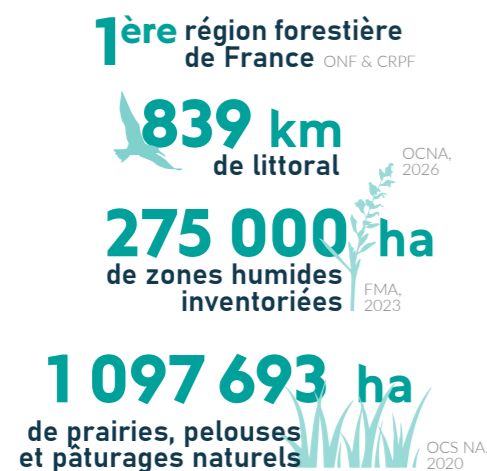 1ère région forestière
de France ONF & CRPF
839 km
de littoral
OCNA,
2026
275 000 ha
de zones humides
inventoriées
FMA,
2023
1 097 693 ha
de prairies, pelouses
et pâturages naturels
OCS NA,
2020